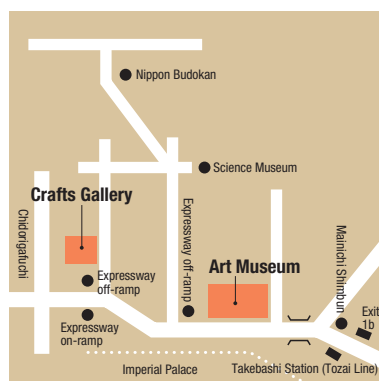 Nippon Budokan
Science Museum
Crafts Gallery
Chidorigafuchi
Expressway
off-ramp
Expressway
on-ramp
Expressway off-ramp
Art Museum
Mainichi Shinbun
Exit
1b
Imperial Palace
Takebashi Station (Tozai Line)